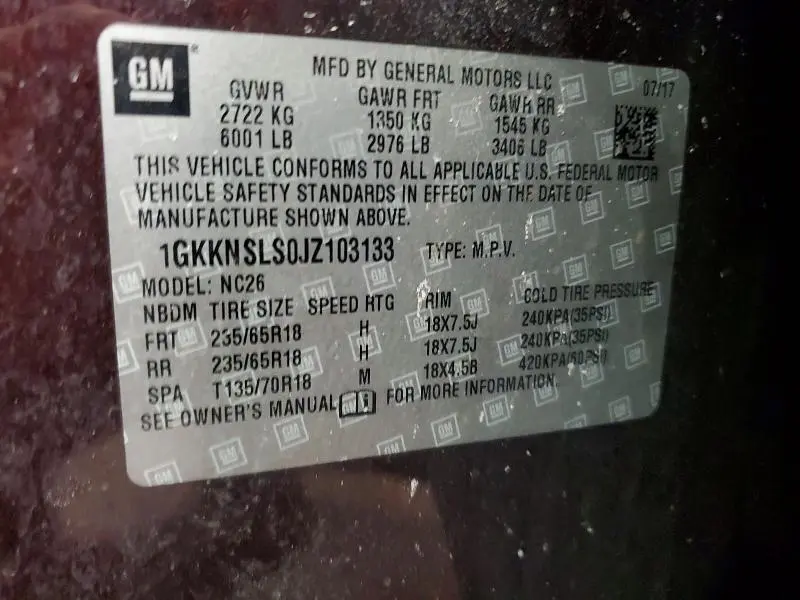 GM
MFD BY GENERAL MOTORS LLC 07/17
GVWR GAWR FRT GAWR RR
2722 KG 1350 KG 1545 KG
6001 LB 2976 LB 3406 LB
THIS VEHICLE CONFORMS TO ALL APPLICABLE U.S. FEDERAL MOTOR
VEHICLE SAFETY STANDARDS IN EFFECT ON THE DATE OF
MANUFACTURE SHOWN ABOVE.
1GKKNSLS0JZ103133 TYPE: M.P.V.
MODEL: NC26
NBDM TIRE SIZE SPEED RTG RIM COLD TIRE PRESSURE
FRT 235/65R18 H 18X7.5J 240KPA(35PSI)
RR 235/65R18 H 18X7.5J 240KPA(35PSI)
SPA T135/70R18 M 18X4.5B 420KPA(60PSI)
SEE OWNER'S MANUAL FOR MORE INFORMATION.